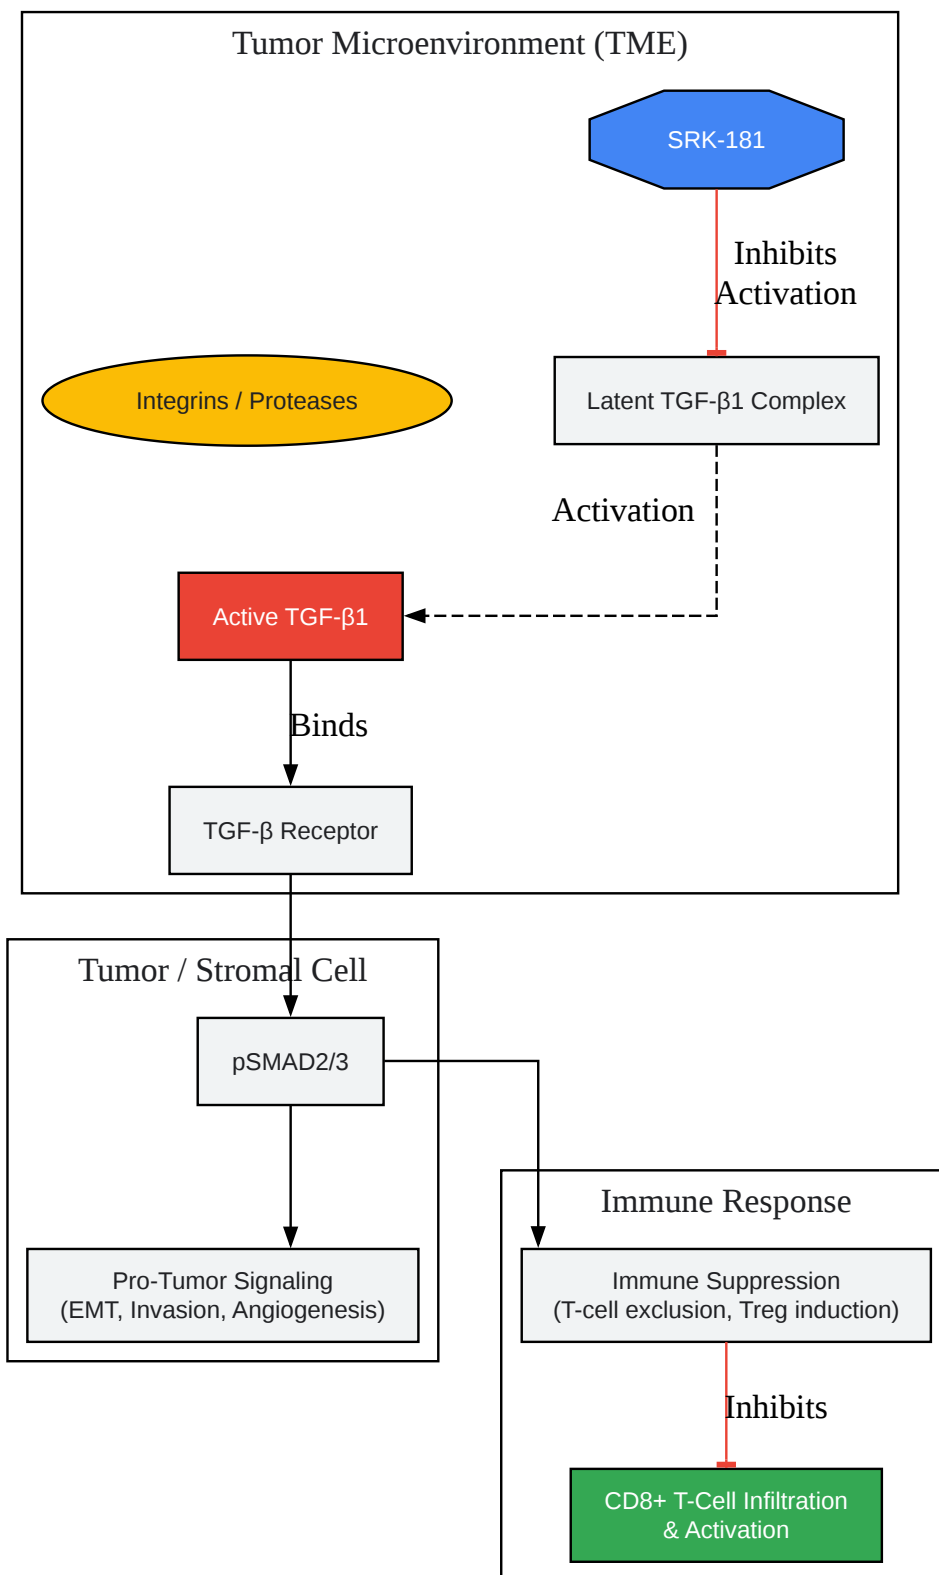 Tumor Microenvironment (TME)
SRK-181
Inhibits
Activation
Integrins / Proteases
Latent TGF-β1 Complex
Activation
Active TGF-β1
Binds
TGF-β Receptor
Tumor / Stromal Cell
pSMAD2/3
Immune Response
Pro-Tumor Signaling
(EMT, Invasion, Angiogenesis)
Immune Suppression
(T-cell exclusion, Treg induction)
Inhibits
CD8+ T-Cell Infiltration
& Activation